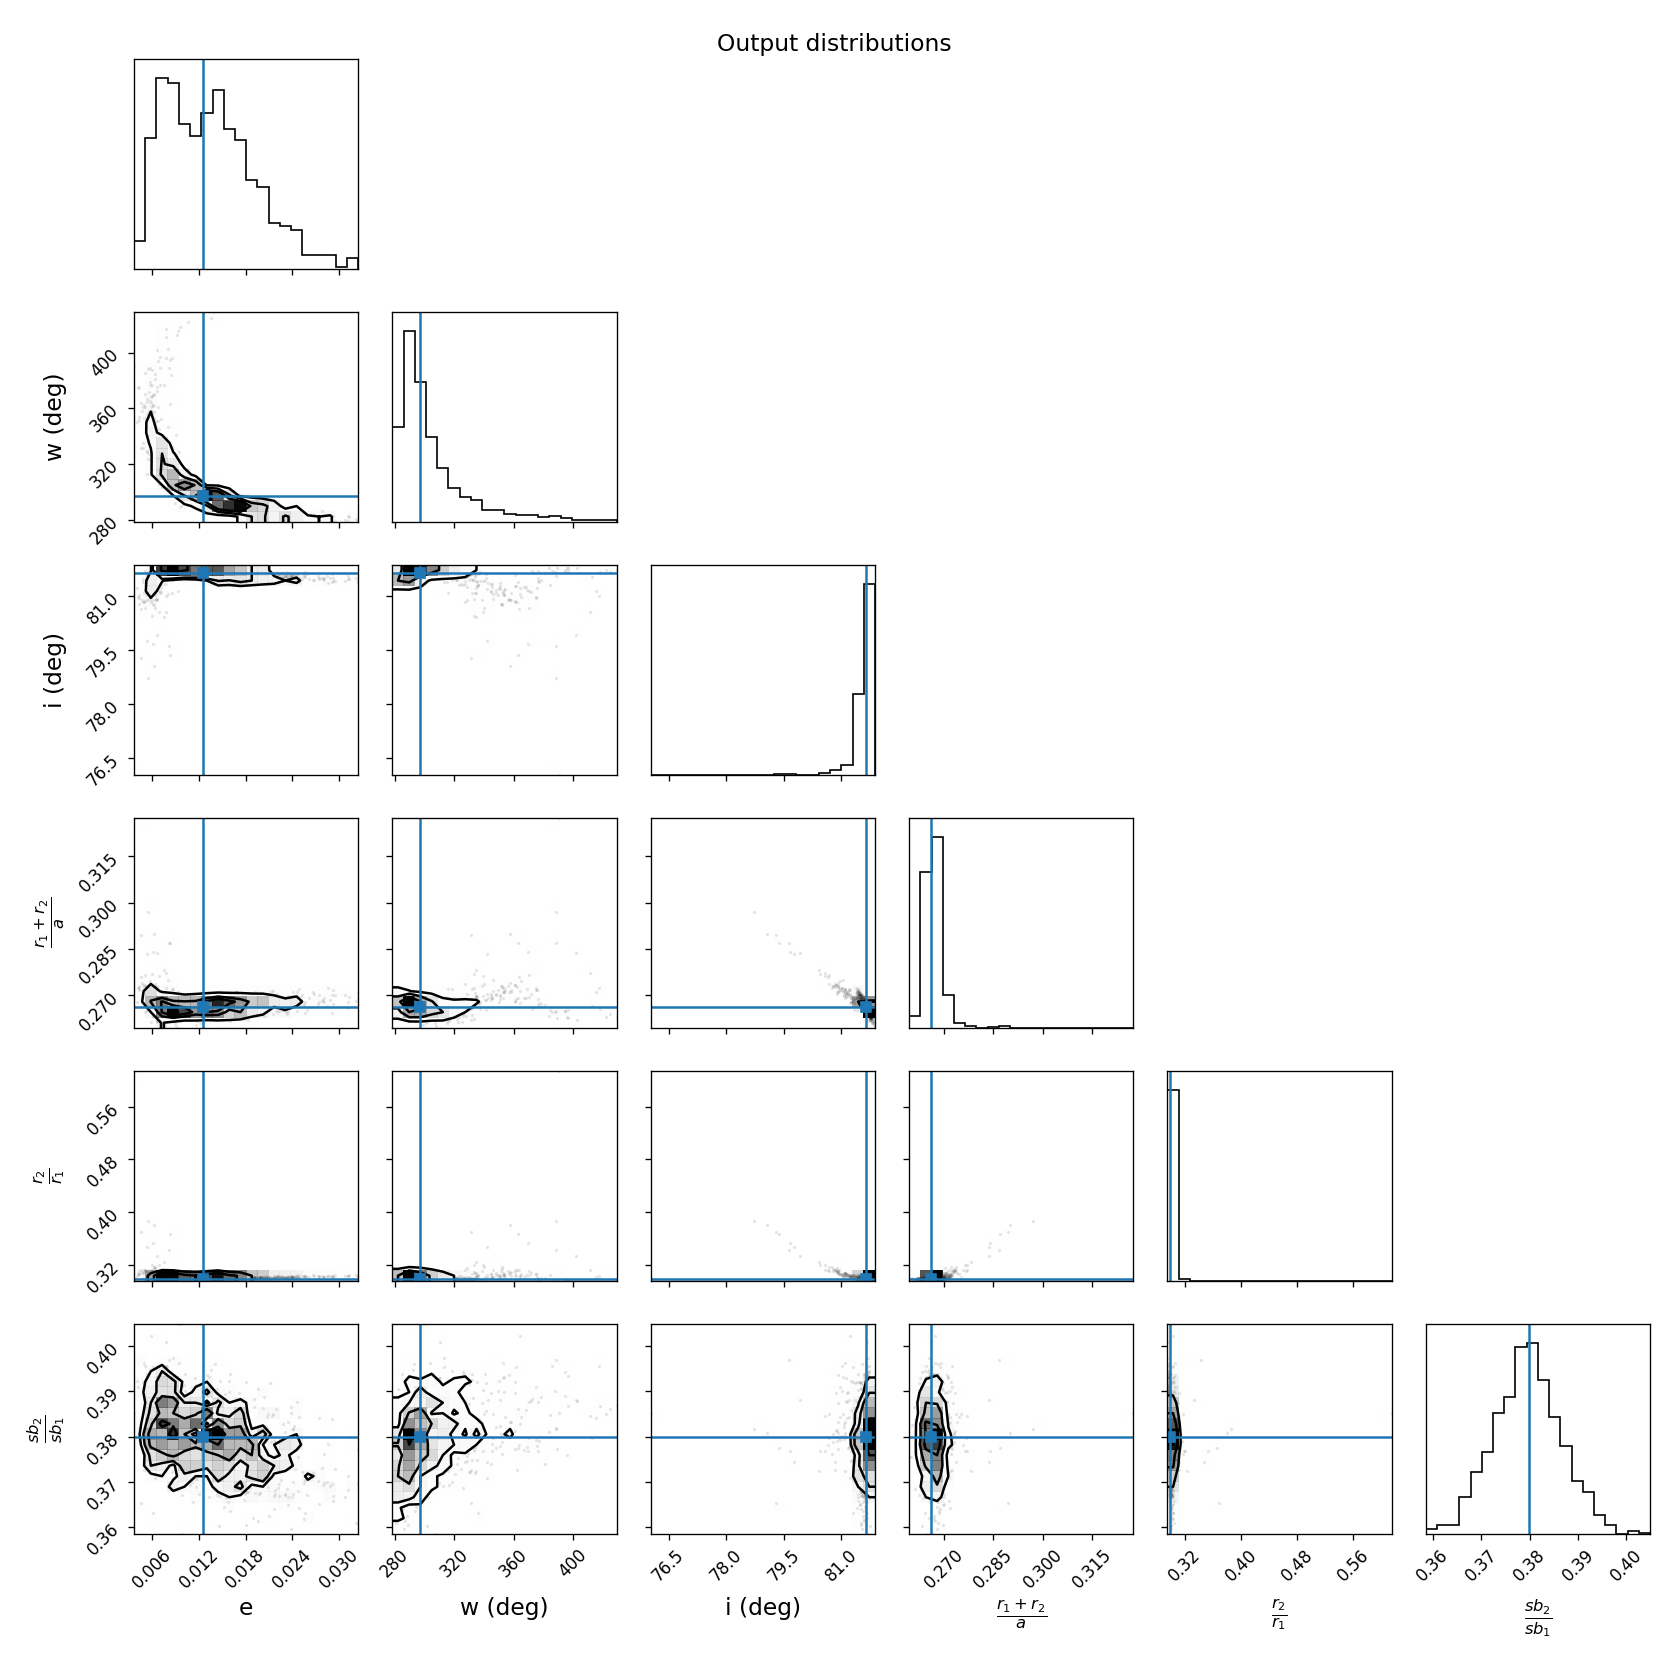 Output distributions
w (deg)
400
360
320
280
i (deg)
81.0
79.5
78.0
76.5
r1 + r2
a
0.315
0.300
0.285
0.270
r2
r1
0.56
0.48
0.40
0.32
sb2
sb1
0.40
0.39
0.38
0.37
0.36
0.006 0.012 0.018 0.024 0.030
280 320 360 400
76.5 78.0 79.5 81.0
0.270 0.285 0.300 0.315
0.32 0.40 0.48 0.56
0.36 0.37 0.38 0.39 0.40
e
w (deg)
i (deg)
r1 + r2
a
r2
r1
sb2
sb1